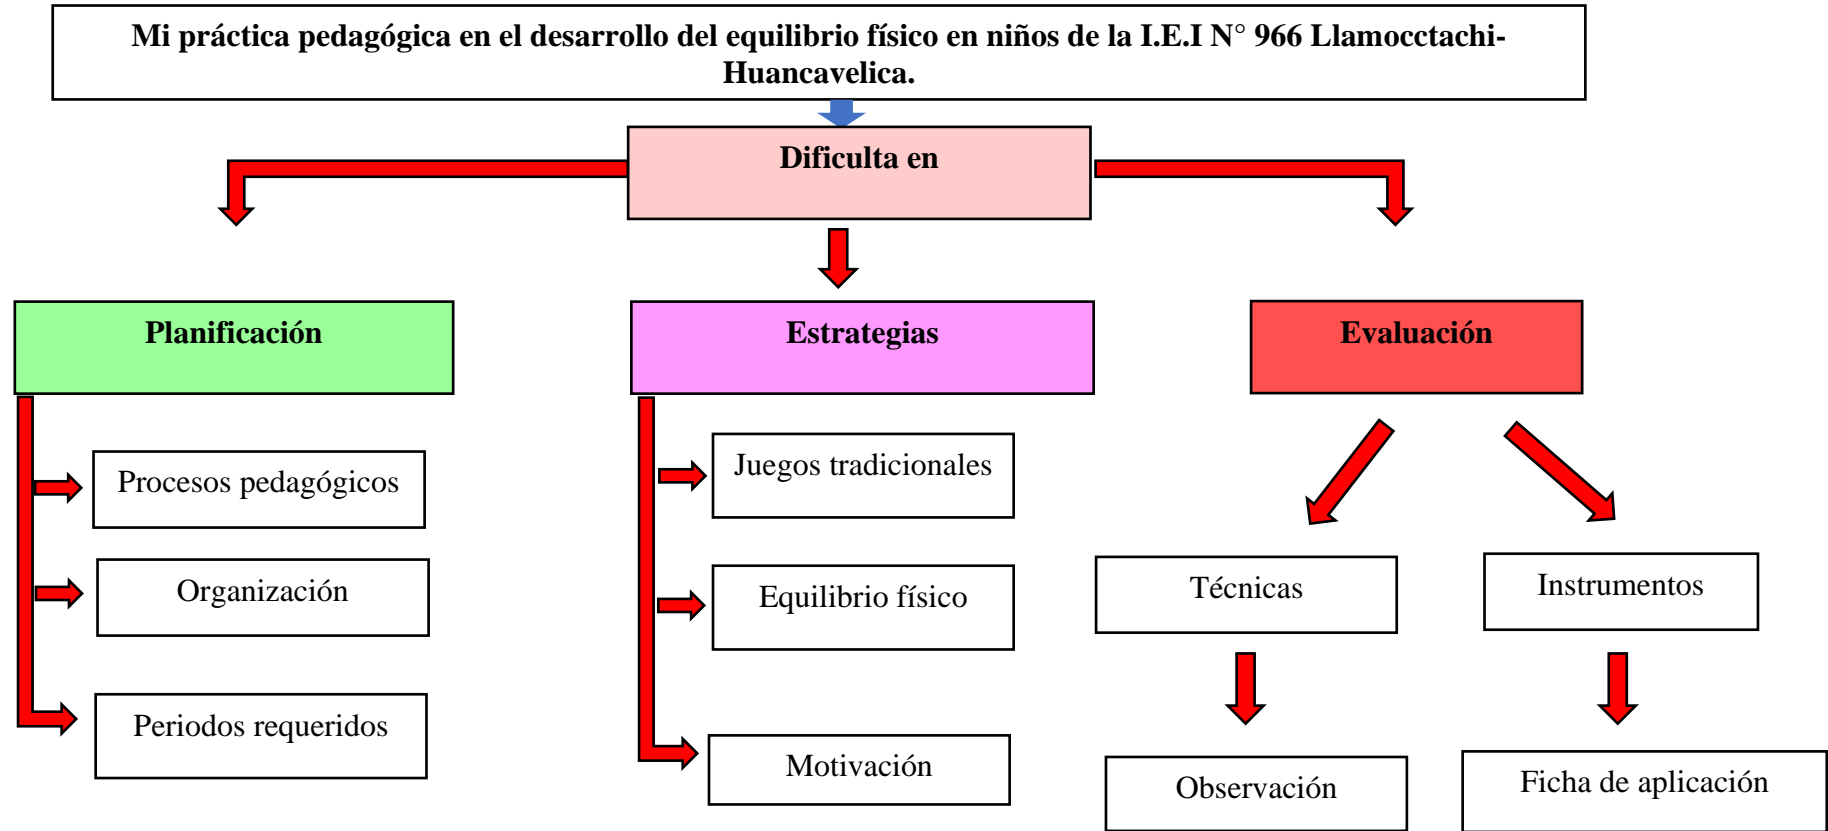 Mi práctica pedagógica en el desarrollo del equilibrio físico en niños de la I.E.I N° 966 Llamocctachi-
Huancavelica.
Dificulta en
Planificación
Estrategias
Evaluación
Procesos pedagógicos
Organización
Periodos requeridos
Juegos tradicionales
Equilibrio físico
Motivación
Técnicas
Instrumentos
Observación
Ficha de aplicación